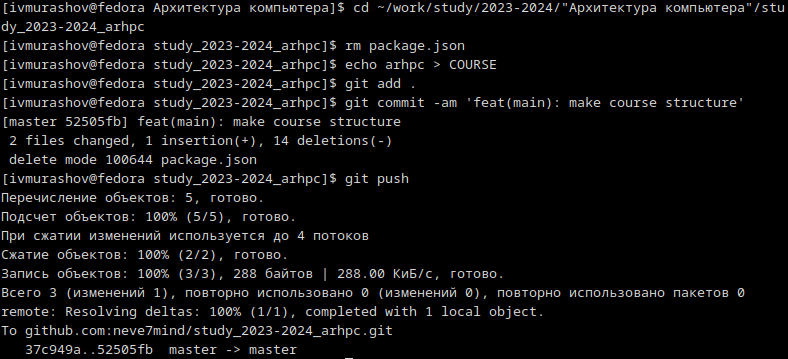 [ivmurashov@fedora Архитектура компьютера]$ cd ~/work/study/2023-2024/"Архитектура компьютера"/stu
dy_2023-2024_arhpc
[ivmurashov@fedora study_2023-2024_arhpc]$ rm package.json
[ivmurashov@fedora study_2023-2024_arhpc]$ echo arhpc > COURSE
[ivmurashov@fedora study_2023-2024_arhpc]$ git add .
[ivmurashov@fedora study_2023-2024_arhpc]$ git commit -am 'feat(main): make course structure'
[master 52505fb] feat(main): make course structure
 2 files changed, 1 insertion(+), 14 deletions(-)
 delete mode 100644 package.json
[ivmurashov@fedora study_2023-2024_arhpc]$ git push
Перечисление объектов: 5, готово.
Подсчет объектов: 100% (5/5), готово.
При сжатии изменений используется до 4 потоков
Сжатие объектов: 100% (2/2), готово.
Запись объектов: 100% (3/3), 288 байтов | 288.00 КиБ/с, готово.
Всего 3 (изменений 1), повторно использовано 0 (изменений 0), повторно использовано пакетов 0
remote: Resolving deltas: 100% (1/1), completed with 1 local object.
To github.com:neve7mind/study_2023-2024_arhpc.git
   37c949a..52505fb  master -> master